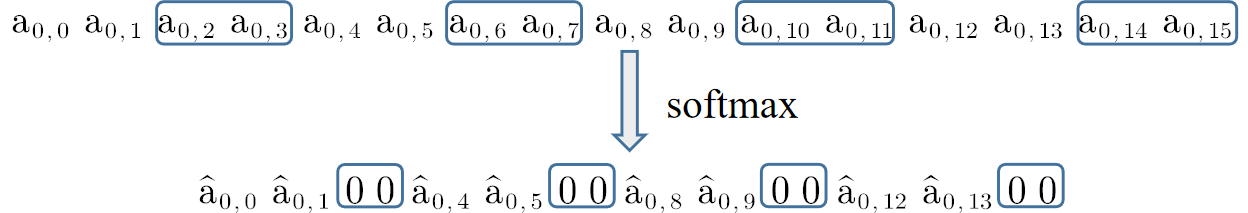 a0,0 a0,1 a0,2 a0,3 a0,4 a0,5 a0,6 a0,7 a0,8 a0,9 a0,10 a0,11 a0,12 a0,13 a0,14 a0,15
softmax
â0,0 â0,1 0 0 â0,4 â0,5 0 0 â0,8 â0,9 0 0 â0,12 â0,13 0 0